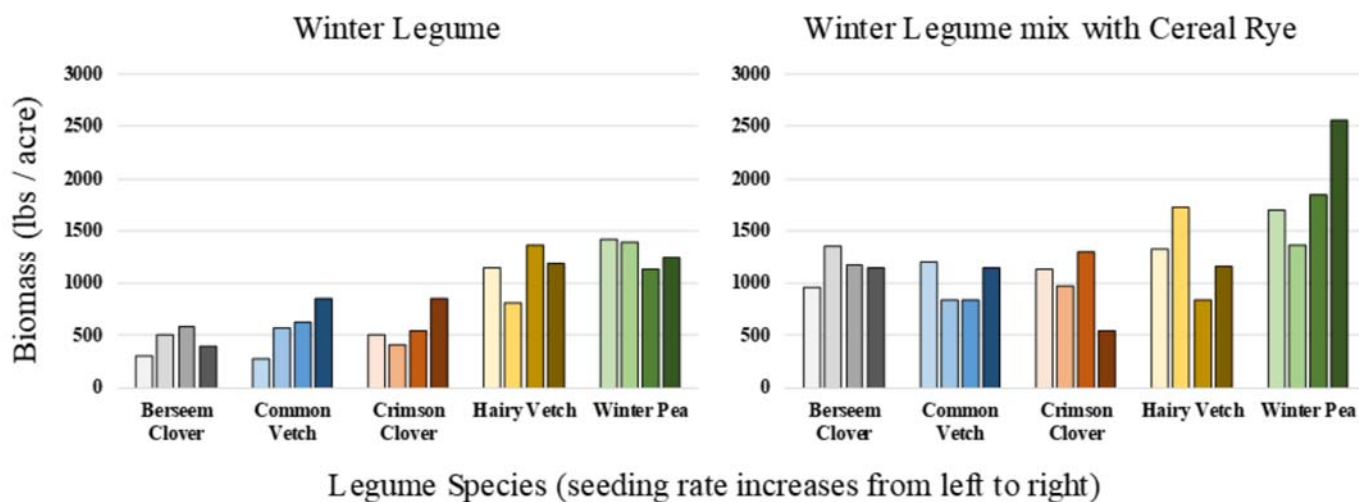 Winter Legume
Winter Legume mix with Cereal Rye
Biomass (lbs / acre)
3000
2500
2000
1500
1000
500
0
Berseem Clover
Common Vetch
Crimson Clover
Hairy Vetch
Winter Pea
3000
2500
2000
1500
1000
500
0
Berseem Clover
Common Vetch
Crimson Clover
Hairy Vetch
Winter Pea
Legume Species (seeding rate increases from left to right)